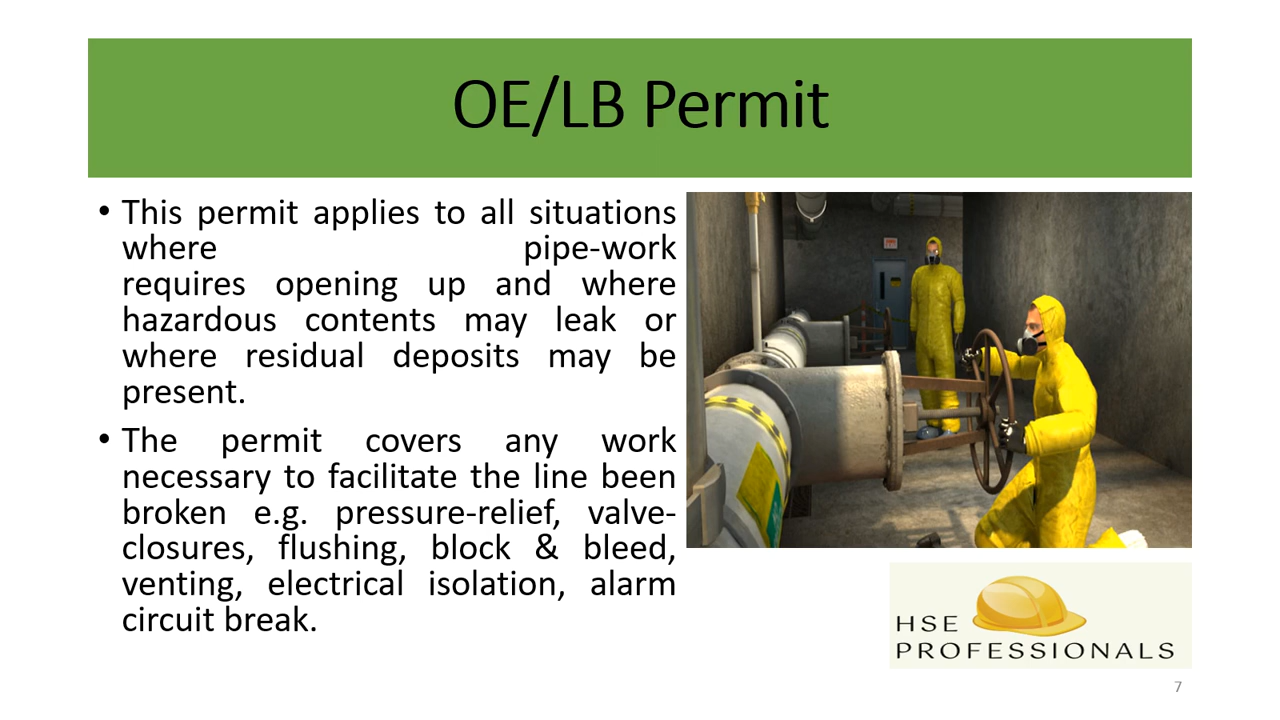 OE/LB Permit
• This permit applies to all situations
where pipe-work
requires opening up and where
hazardous contents may leak or
where residual deposits may be
present.
• The permit covers any work
necessary to facilitate the line been
broken e.g. pressure-relief, valve-
closures, flushing, block & bleed,
venting, electrical isolation, alarm
circuit break.
HSE
PROFESSIONALS
7